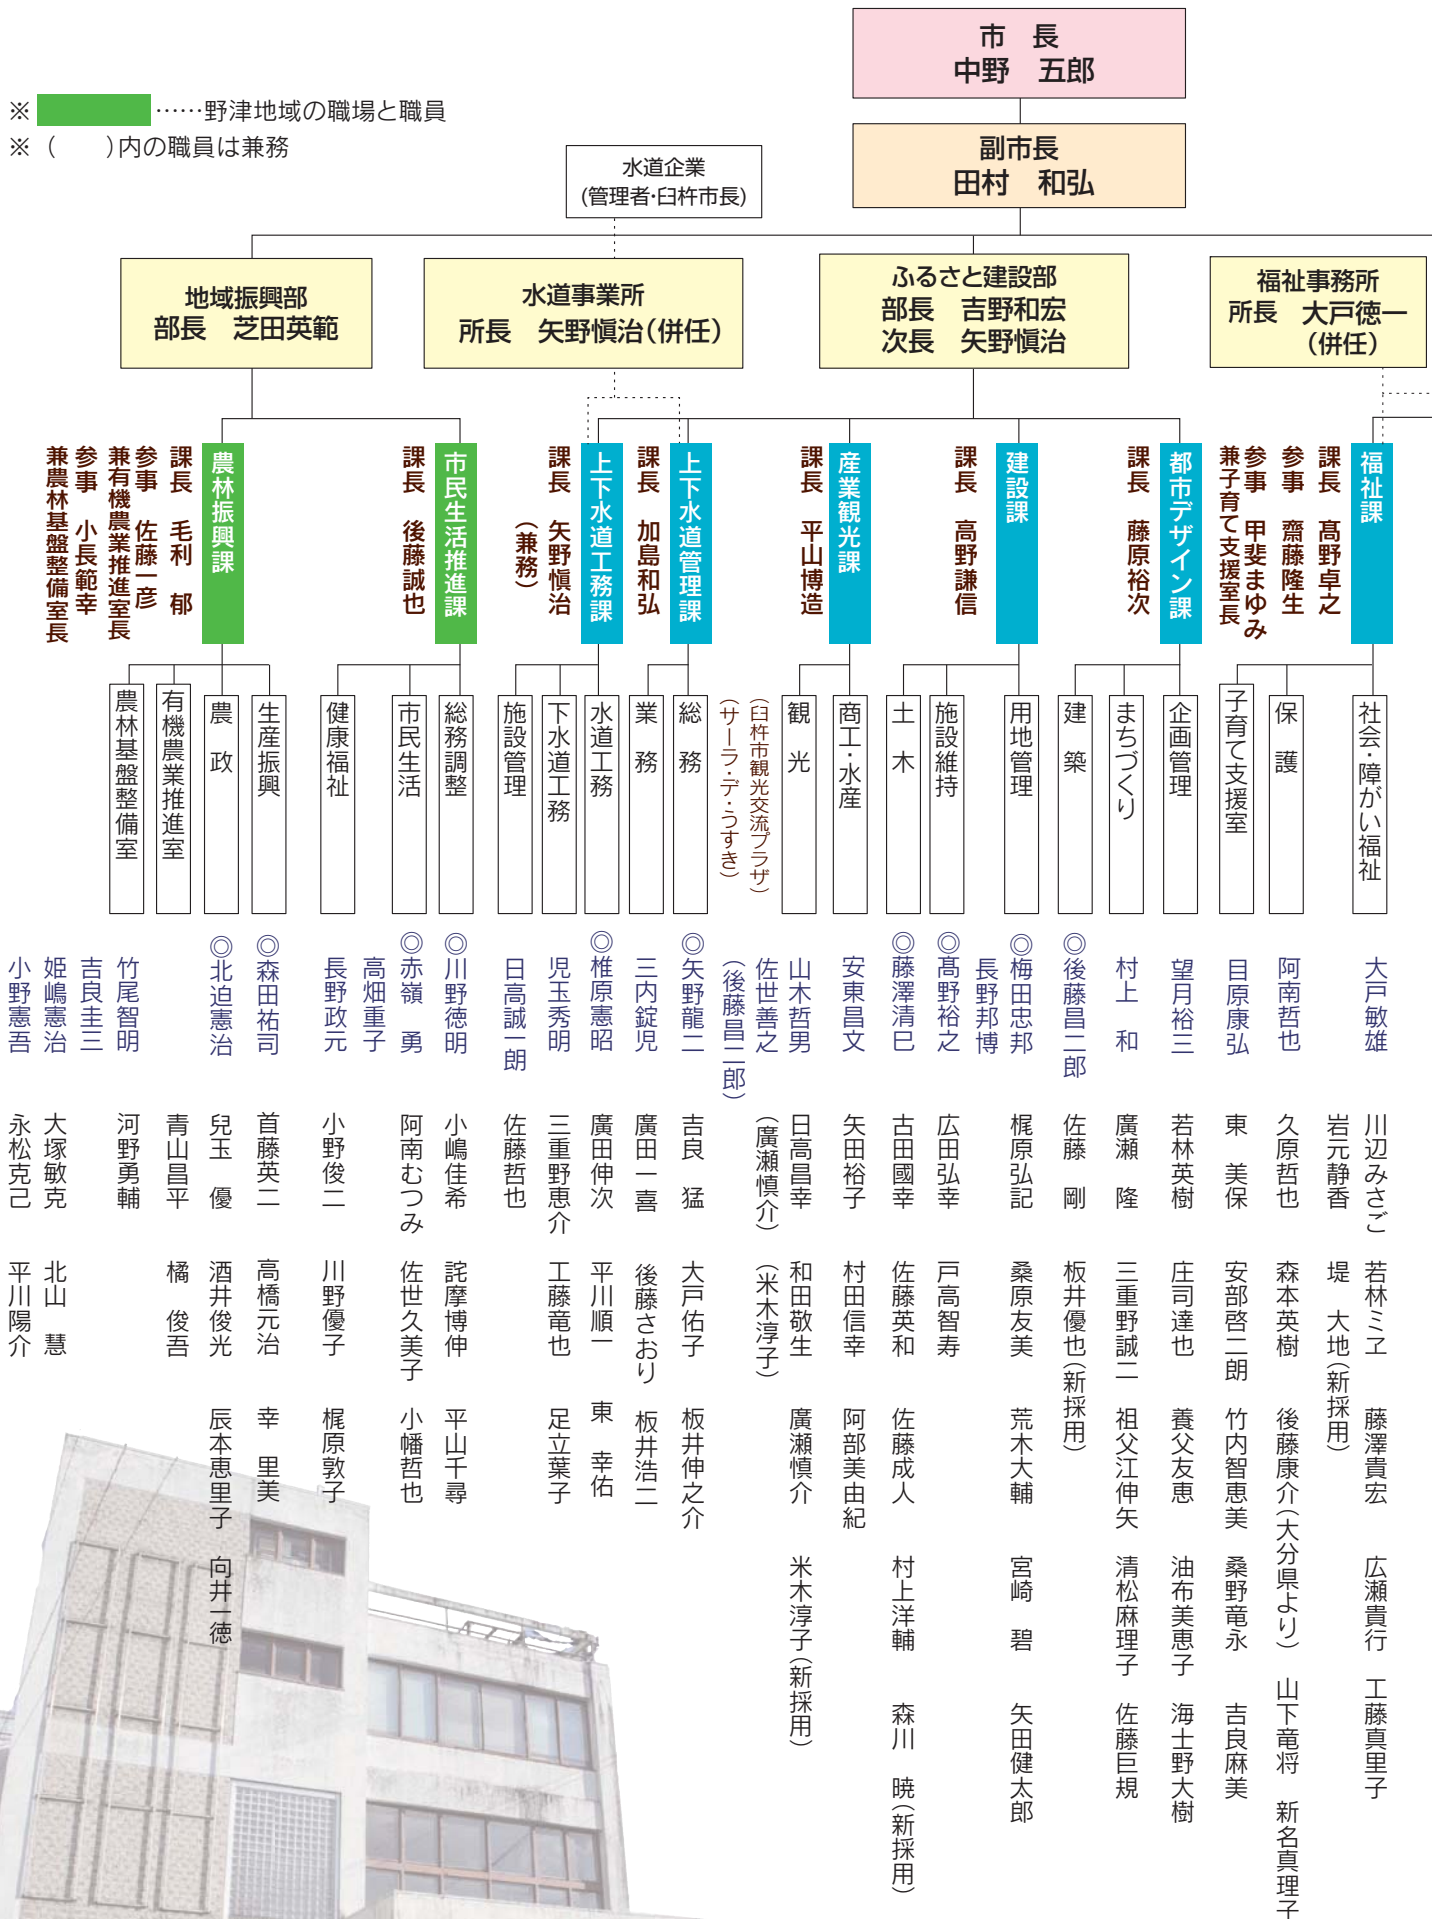 市　長
中野　五郎
※　　　　……野津地域の職場と職員
※（　　）内の職員は兼務
副市長
田村　和弘
水道企業
(管理者・臼杵市長)
地域振興部
部長　芝田英範
水道事業所
所長　矢野愼治(併任)
ふるさと建設部
部長　吉野和宏
次長　矢野愼治
福祉事務所
所長　大戸徳一
(併任)
福祉課
課長　髙野卓之
参事　齋藤隆生
参事　甲斐まゆみ
兼子育て支援室長
都市デザイン課
課長　藤原裕次
建設課
課長　高野謙信
産業観光課
課長　平山博造
上下水道管理課
課長　加島和弘
上下水道工務課
課長　矢野愼治
(兼務)
市民生活推進課
課長　後藤誠也
農林振興課
課長　毛利　郁
参事　佐藤一彦
兼有機農業推進室長
参事　小長範幸
兼農林基盤整備室長
社会・障がい福祉
保　護
子育て支援室
企画管理
まちづくり
建　築
用地管理
施設維持
土　木
商工・水産
観　光
(臼杵市観光交流プラザ)
(サーラ・デ・うすき)
総　務
業　務
水道工務
下水道工務
施設管理
総務調整
市民生活
健康福祉
生産振興
農　政
有機農業推進室
農林基盤整備室
大戸敏雄　川辺みさご　若林ミヱ　藤澤貴宏　広瀬貴行　工藤真里子
岩元静香　堤　大地(新採用)
阿南哲也　久原哲也　森本英樹　後藤康介(大分県より)　山下竜将　新名真理子
目原康弘　東　美保　安部啓二朗　竹内智恵美　桑野竜永　吉良麻美
望月裕三　若林英樹　庄司達也　養父友恵　油布美恵子　海士野大樹
村上　和　廣瀬　隆　三重野誠二　祖父江伸矢　清松麻理子　佐藤巨規
◎後藤昌二郎　佐藤　剛　板井優也(新採用)
◎梅田忠邦　梶原弘記　桑原友美　荒木大輔　宮崎　碧　矢田健太郎
長野邦博
◎髙野裕之　広田弘幸　戸高智寿
◎藤澤清巳　古田國幸　佐藤英和　佐藤成人　村上洋輔　森川　暁(新採用)
安東昌文　矢田裕子　村田信幸　阿部美由紀
山木哲男　日高昌幸　和田敬生　廣瀬慎介　米木淳子(新採用)
佐世善之　(廣瀬慎介)　(米木淳子)
(後藤昌二郎)
◎矢野龍二　吉良　猛　大戸佑子　板井伸之介
三内錠児　廣田一喜　後藤さおり　板井浩二
◎椎原憲昭　廣田伸次　平川順一　東　幸佑
児玉秀明　三重野恵介　工藤竜也　足立葉子
日高誠一朗　佐藤哲也
◎川野徳明　小嶋佳希　詫摩博伸　平山千尋
◎赤嶺　勇　阿南むつみ　佐世久美子　小幡哲也
高畑重子
長野政元　小野俊二　川野優子　梶原敦子
◎森田祐司　首藤英二　高橋元治　幸　里美
◎北迫憲治　兒玉　優　酒井俊光　辰本恵里子　向井一徳
青山昌平　橘　俊吾
竹尾智明　河野勇輔
吉良圭三
姫嶋憲治　大塚敏克　北山　慧
小野憲吾　永松克己　平川陽介